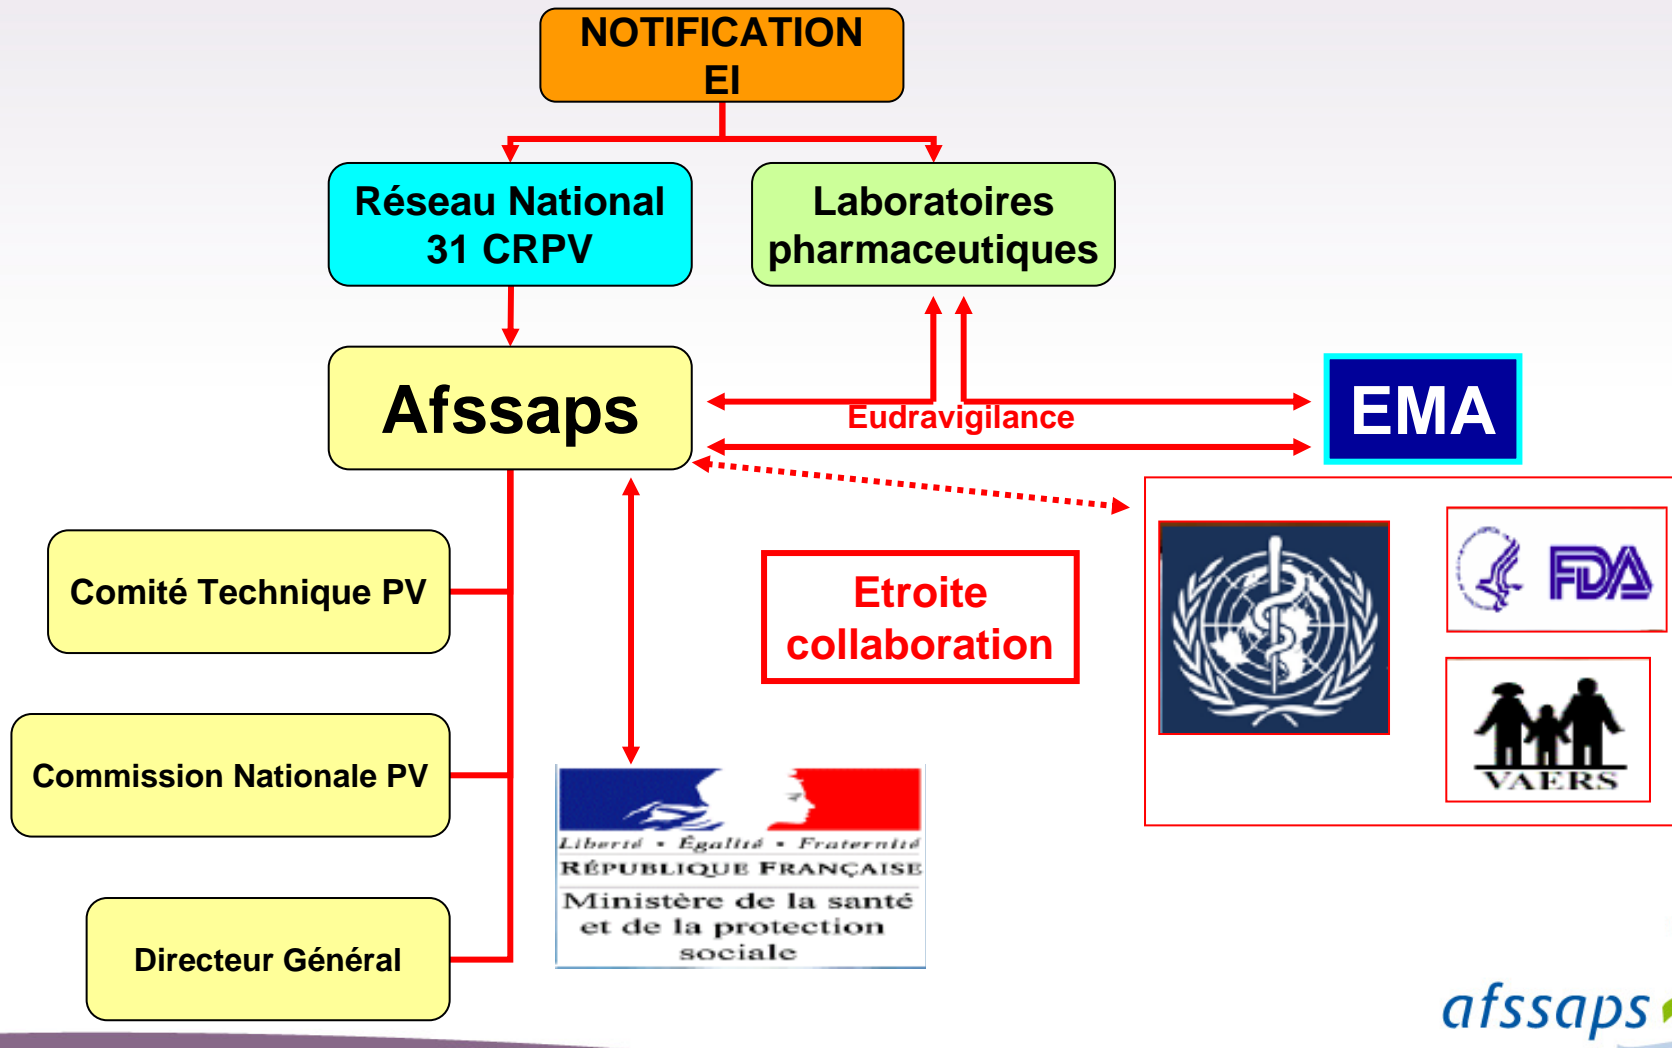 NOTIFICATION
EI
Réseau National
31 CRPV
Laboratoires
pharmaceutiques
Afssaps
Eudravigilance
EMA
Comité Technique PV
Etroite
collaboration
FDA
Commission Nationale PV
VAERS
Liberté • Égalité • Fraternité
RÉPUBLIQUE FRANÇAISE
Ministère de la santé
et de la protection
sociale
Directeur Général
afssaps